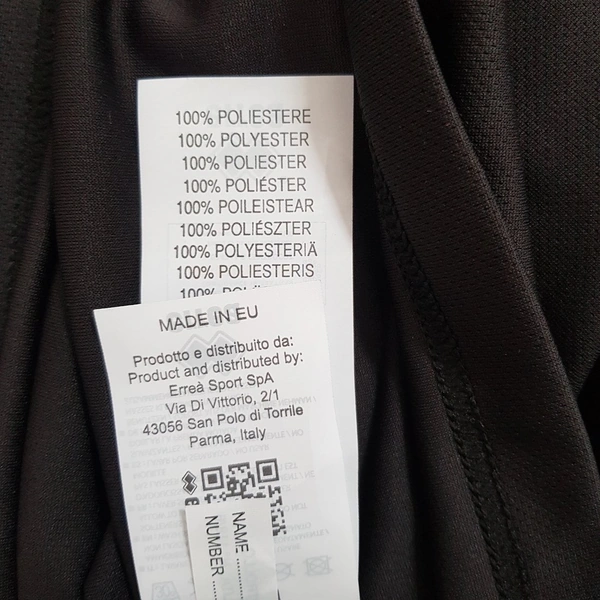 100% POLIESTERE
100% POLYESTER
100% POLIESTER
100% POLIÉSTER
100% POILEISTEAR
100% POLIÉSZTER
100% POLYESTERIÄ
100% POLIESTERIS
100%
MADE IN EU
Prodotto e distribuito da:
Product and distributed by:
Erreà Sport SpA
Via Di Vittorio, 2/1
43056 San Polo di Torrile
Parma, Italy
NAME
NUMBER